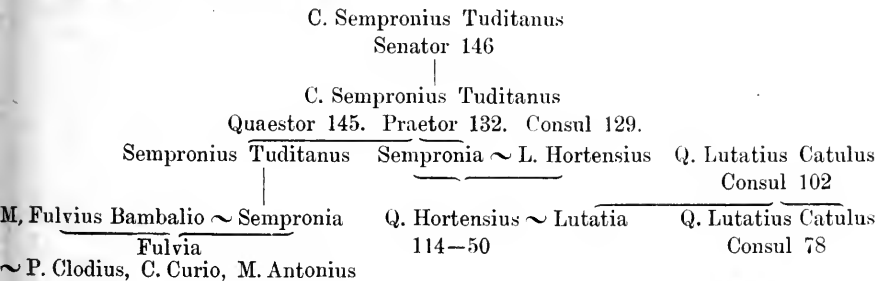 C. Sempronius Tuditanus
Senator 146
C. Sempronius Tuditanus
Quaestor 145. Praetor 132. Consul 129.
Sempronius Tuditanus Sempronia ~ L. Hortensius Q. Lutatius Catulus
Consul 102
M, Fulvius Bambalio ~ Sempronia Q. Hortensius ~ Lutatia Q. Lutatius Catulus
Fulvia 114—50 Consul 78
~ P. Clodius, C. Curio, M. Antonius